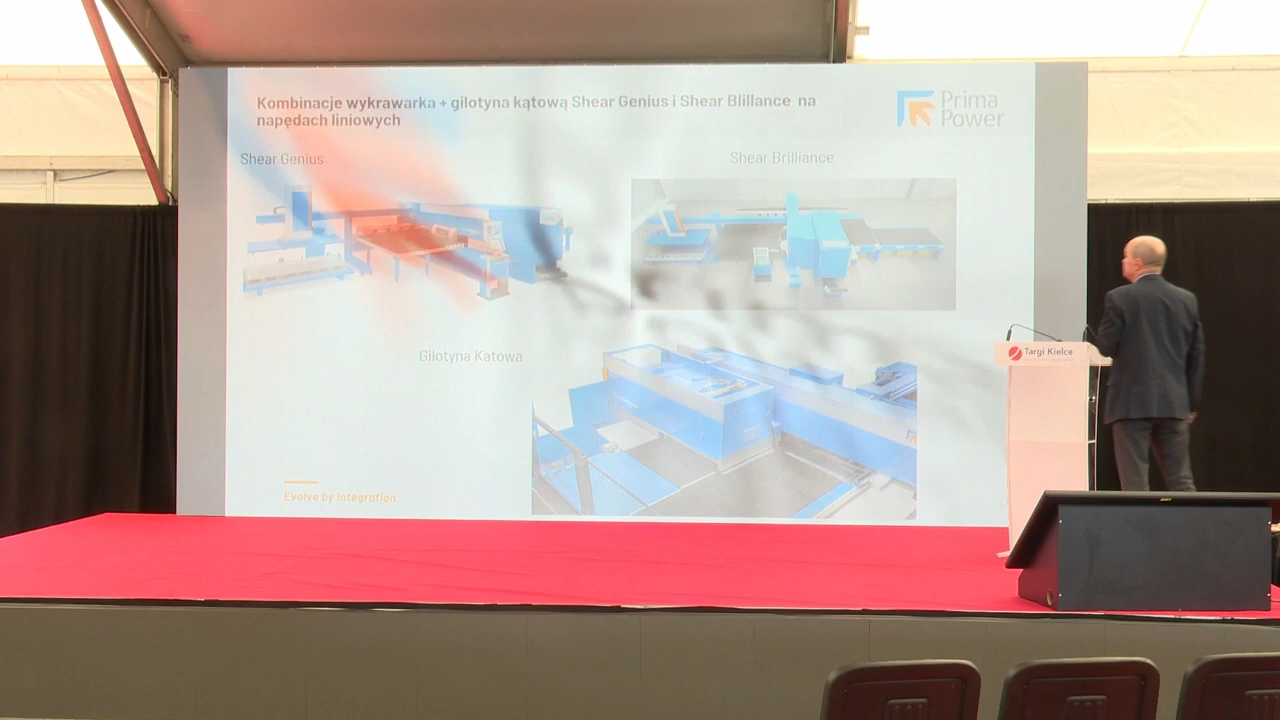 Kombinacje wykrawarka + gilotyna kątową Shear Genius i Shear Blillance na
napędach liniowych
Prima
Power
Shear Genius
Shear Brilliance
Gilotyna Katowa
Targi Kielce
Evolve by Integration